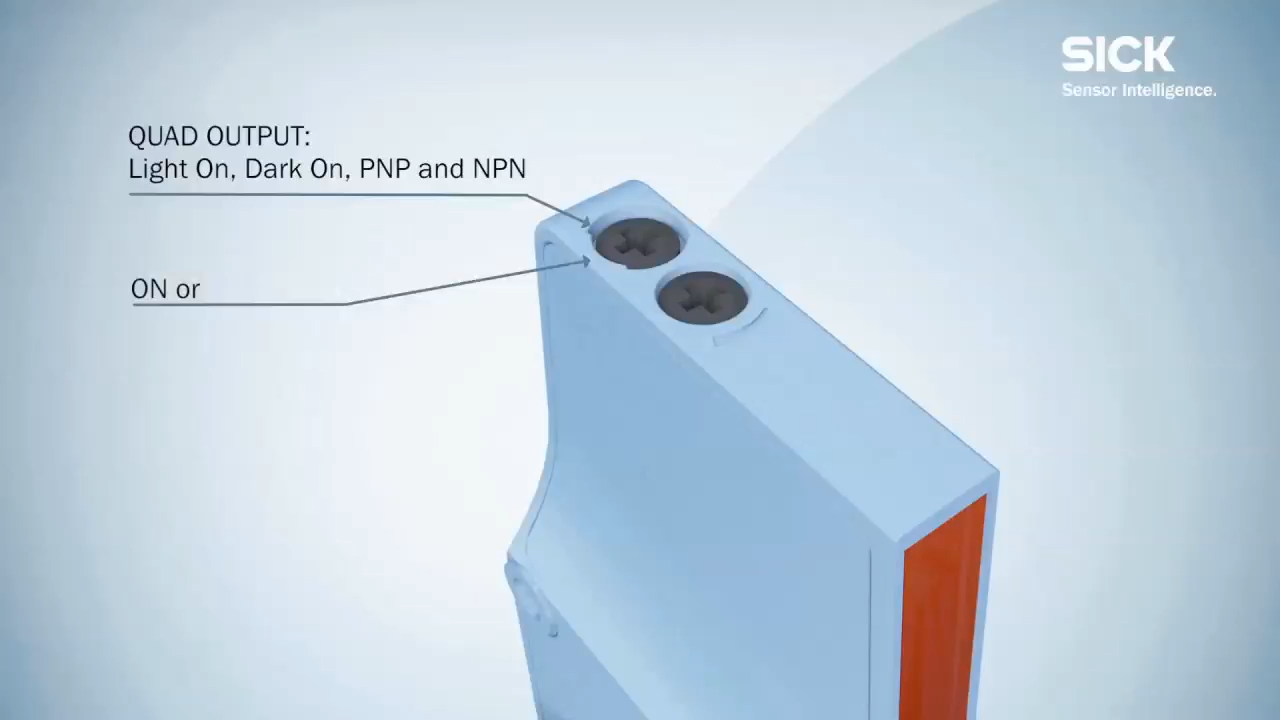 SICK
Sensor Intelligence.
QUAD OUTPUT:
Light On, Dark On, PNP and NPN
ON or